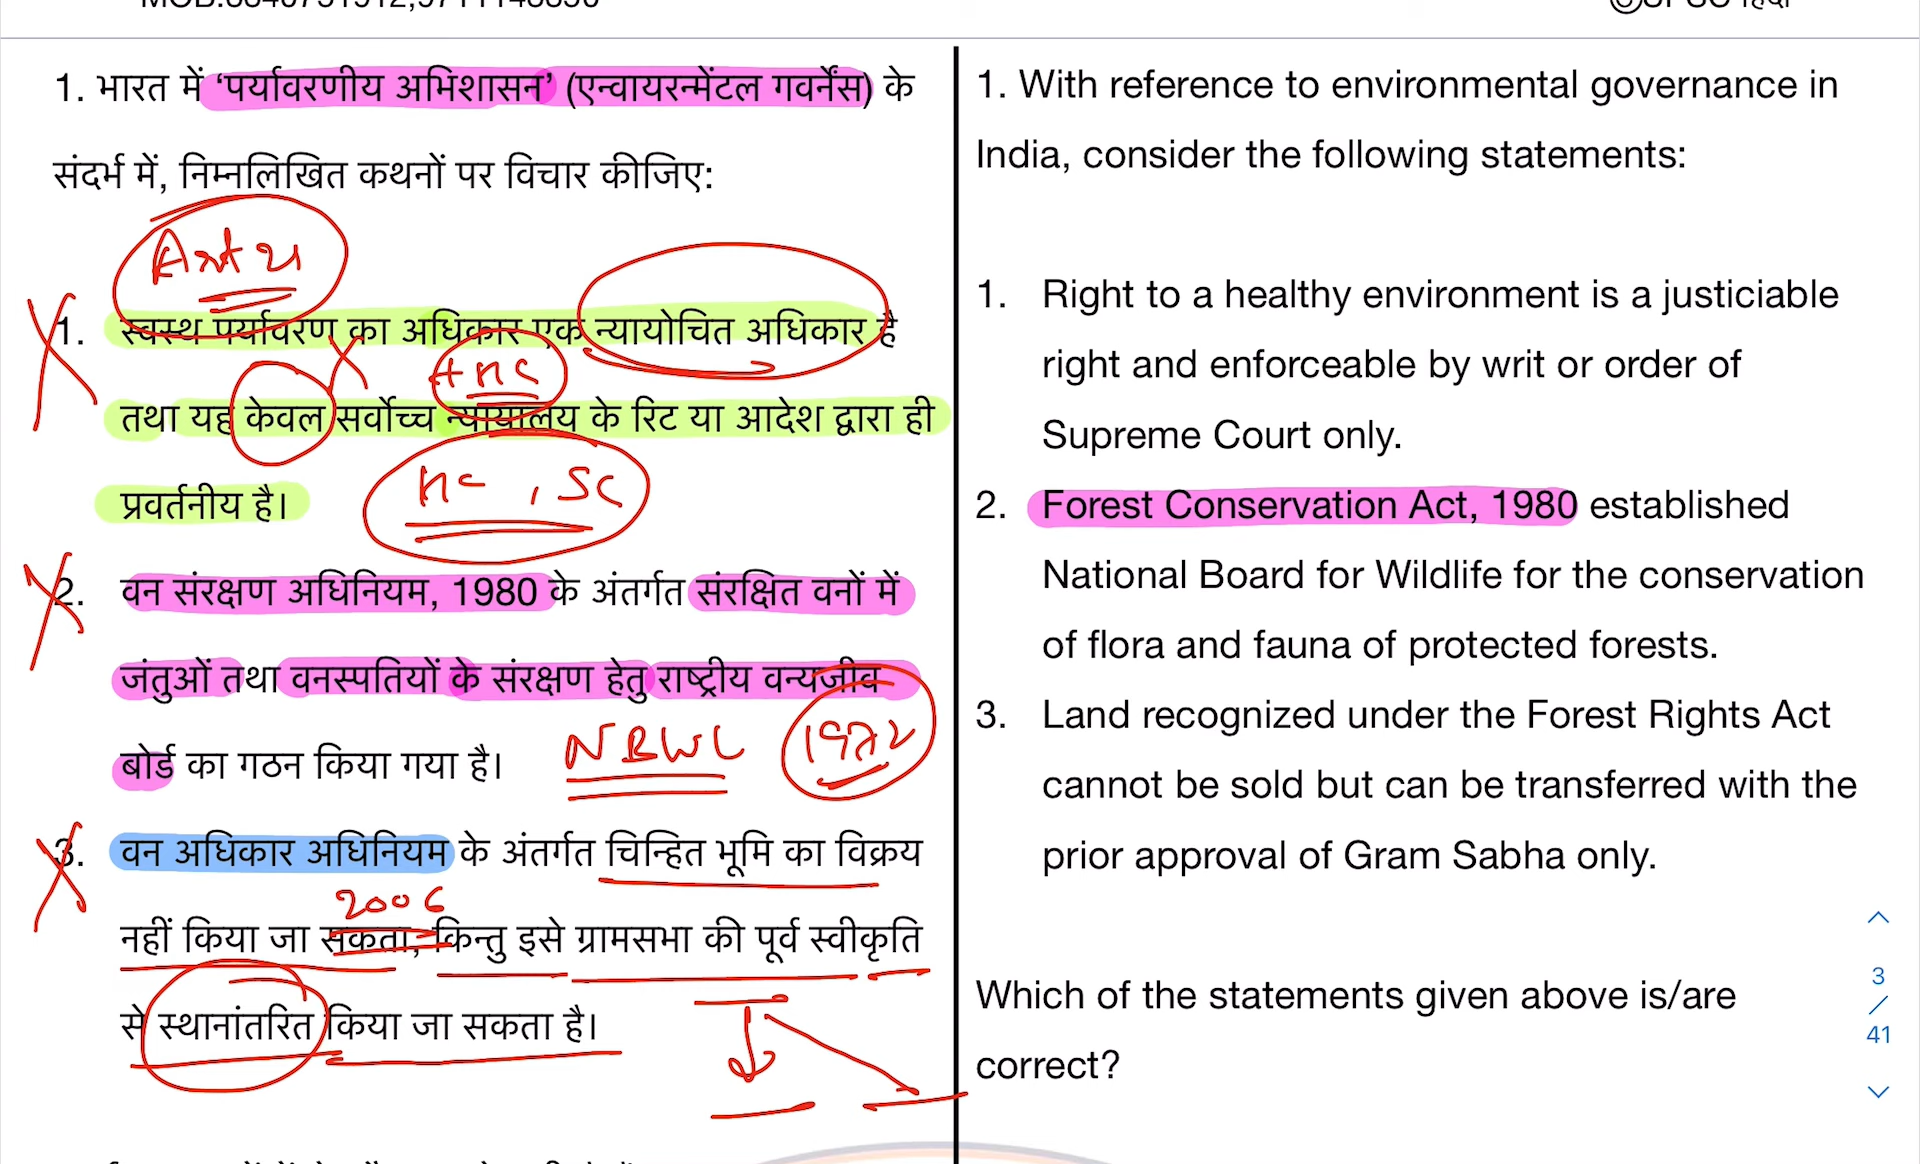 1. भारत में ‘पर्यावरणीय अभिशासन’ (एन्वायरन्मेंटल गवर्नेंस) के
संदर्भ में, निम्नलिखित कथनों पर विचार कीजिए:
Art 21
1. स्वस्थ पर्यावरण का अधिकार एक न्यायोचित अधिकार है
+ HC
तथा यह केवल सर्वोच्च न्यायालय के रिट या आदेश द्वारा ही
प्रवर्तनीय है।
HC , SC
2. वन संरक्षण अधिनियम, 1980 के अंतर्गत संरक्षित वनों में
जंतुओं तथा वनस्पतियों के संरक्षण हेतु राष्ट्रीय वन्यजीव
बोर्ड का गठन किया गया है।
NBWL 1972
3. वन अधिकार अधिनियम के अंतर्गत चिन्हित भूमि का विक्रय
2006
नहीं किया जा सकता, किन्तु इसे ग्रामसभा की पूर्व स्वीकृति
से स्थानांतरित किया जा सकता है।
1. With reference to environmental governance in
India, consider the following statements:
1. Right to a healthy environment is a justiciable
right and enforceable by writ or order of
Supreme Court only.
2. Forest Conservation Act, 1980 established
National Board for Wildlife for the conservation
of flora and fauna of protected forests.
3. Land recognized under the Forest Rights Act
cannot be sold but can be transferred with the
prior approval of Gram Sabha only.
Which of the statements given above is/are
correct?
3
/
41